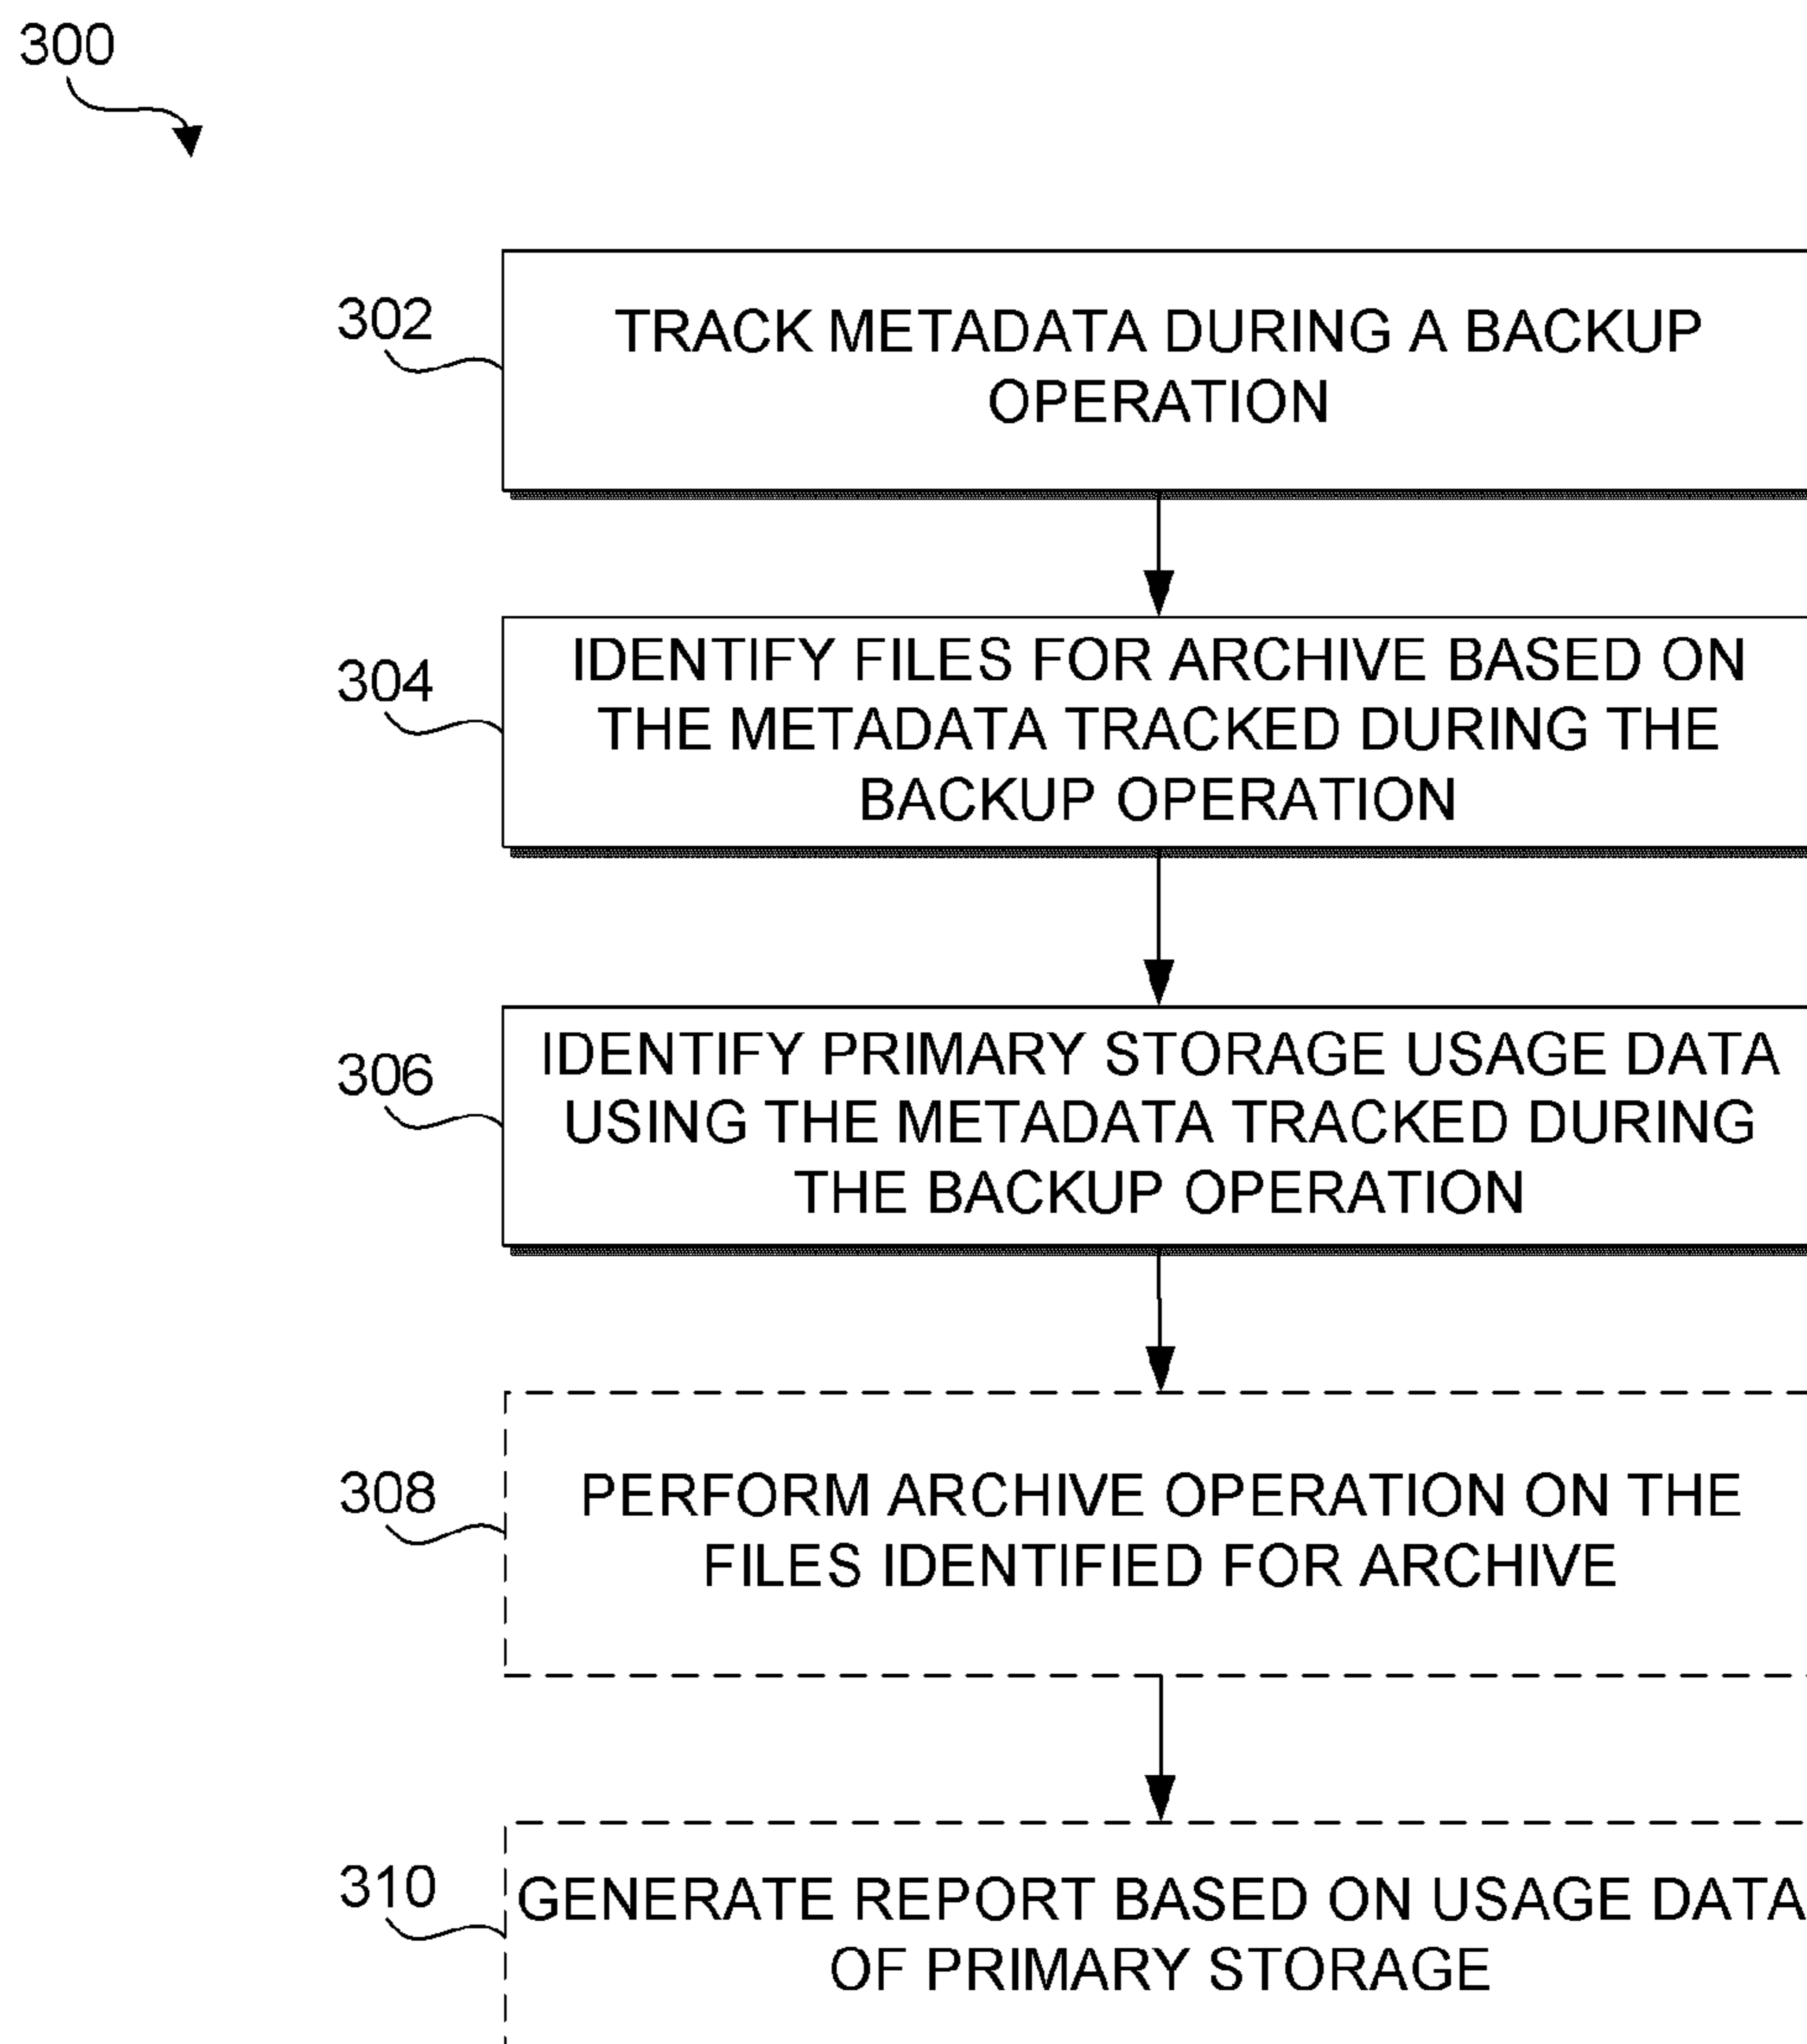 300
302
TRACK METADATA DURING A BACKUP
OPERATION
304
IDENTIFY FILES FOR ARCHIVE BASED ON
THE METADATA TRACKED DURING THE
BACKUP OPERATION
306
IDENTIFY PRIMARY STORAGE USAGE DATA
USING THE METADATA TRACKED DURING
THE BACKUP OPERATION
308
PERFORM ARCHIVE OPERATION ON THE
FILES IDENTIFIED FOR ARCHIVE
310
GENERATE REPORT BASED ON USAGE DATA
OF PRIMARY STORAGE